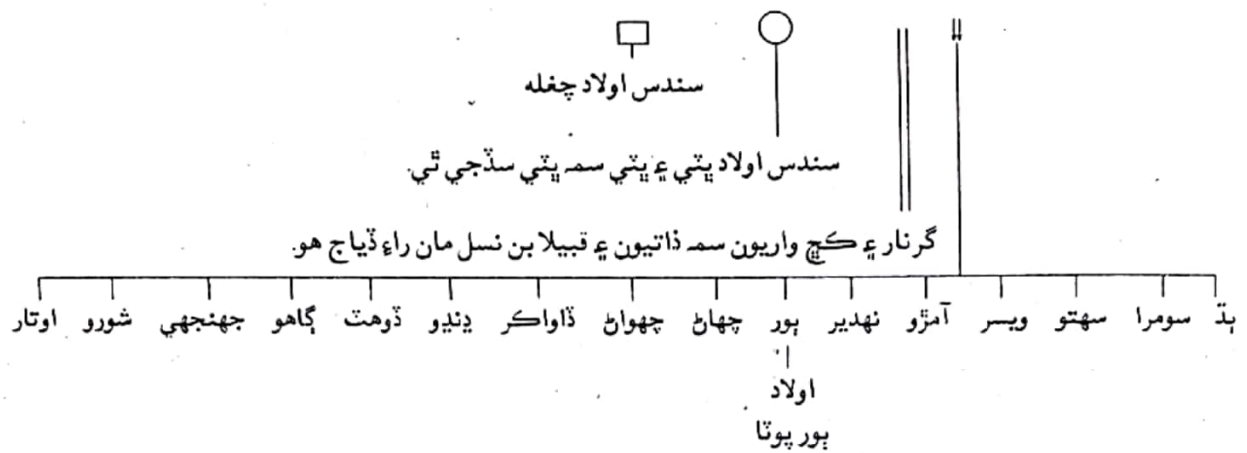 سندس اولاد چغله
سندس اولاد ڀٽي ۽ ڀٽي سمہ ڀٽي سڏجي ٿي.
گرنار ۽ ڪڇ واريون سمہ ذاتيون ۽ قبيلا بن نسل مان راءِ ڏياچ هو.
ٻڌ سومرا سهتو ويسر آمڙو نهدير ٻور چهاڻ چهواڻ ڏاواڪر ڍنڍو ڏوهٽ ڳاهو جهنجهي شورو اوتار
اولاد
ٻور پوٽا